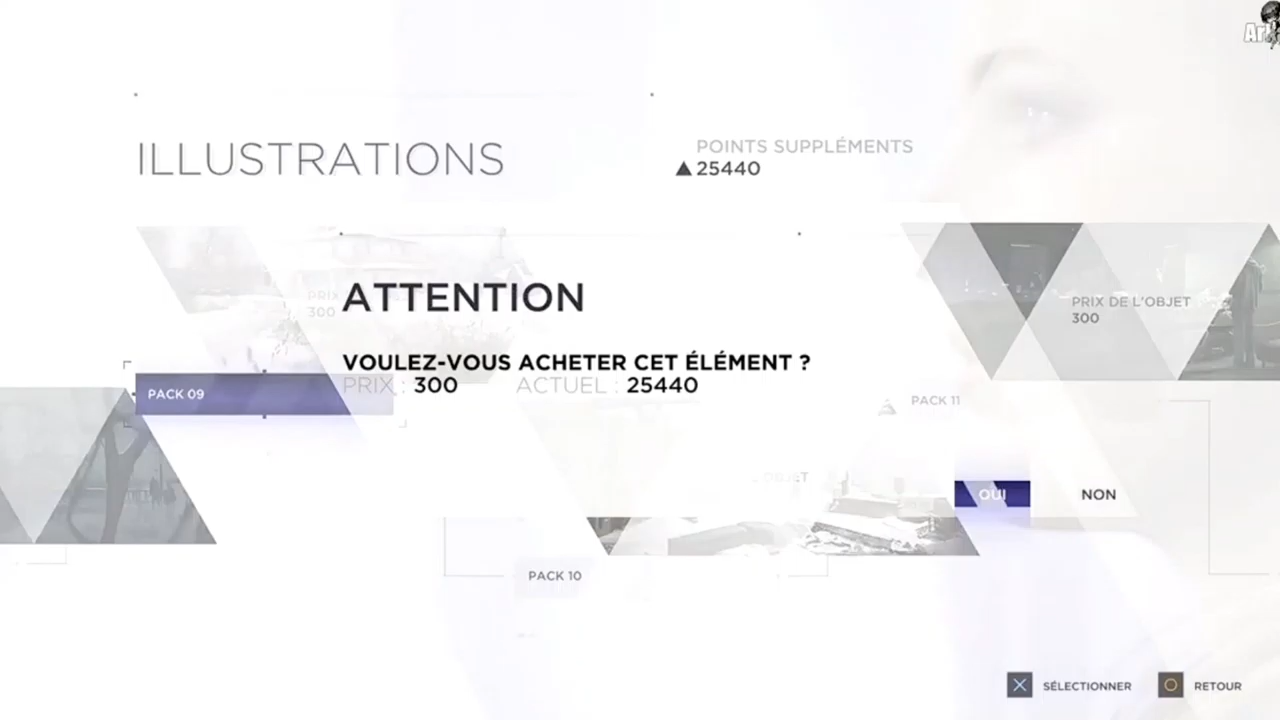 ILLUSTRATIONS
POINTS SUPPLÉMENTS
25440
PRIX
300
ATTENTION
PRIX DE L'OBJET
300
VOULEZ-VOUS ACHETER CET ÉLÉMENT ?
PRIX : 300 ACTUEL : 25440
PACK 09
PACK 11
OBJET
OUI NON
PACK 10
SÉLECTIONNER RETOUR